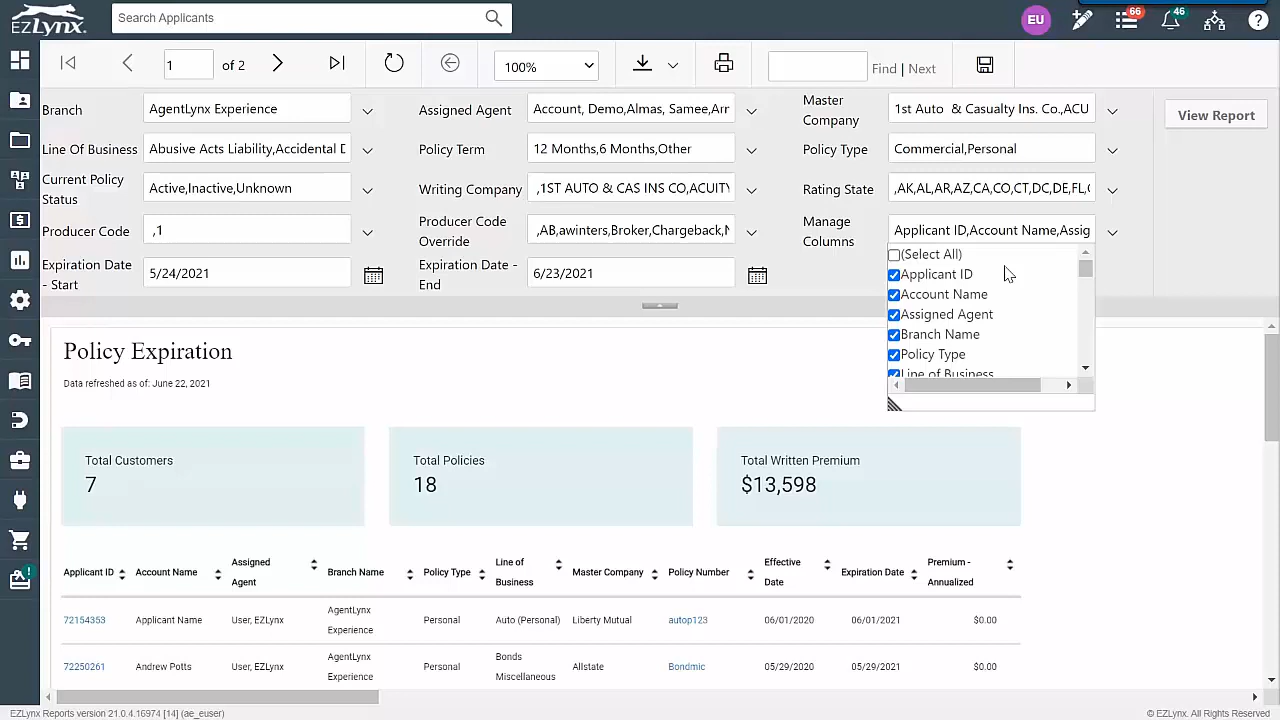 EZLynx.
Search Applicants
EU
66
46
?
1
of 2
100%
Find | Next
Branch
AgentLynx Experience
Assigned Agent
Account, Demo,Almas, Samee,Arr
Master
Company
1st Auto & Casualty Ins. Co.,ACU
View Report
Line Of Business
Abusive Acts Liability,Accidental D
Policy Term
12 Months,6 Months,Other
Policy Type
Commercial,Personal
Current Policy
Status
Active,Inactive,Unknown
Writing Company
,1ST AUTO & CAS INS CO,ACUITY
Rating State
,AK,AL,AR,AZ,CA,CO,CT,DC,DE,FL,
Producer Code
,1
Producer Code
Override
,AB,awinters,Broker,Chargeback,N
Manage
Columns
Applicant ID,Account Name,Assig
Expiration Date
- Start
5/24/2021
Expiration Date -
End
6/23/2021
(Select All)
Applicant ID
Account Name
Assigned Agent
Branch Name
Policy Type
Line of Business
Policy Expiration
Data refreshed as of: June 22, 2021
Total Customers
7
Total Policies
18
Total Written Premium
$13,598
Applicant ID
Account Name
Assigned
Agent
Branch Name
Policy Type
Line of
Business
Master Company
Policy Number
Effective
Date
Expiration Date
Premium -
Annualized
72154353
Applicant Name
User, EZLynx
AgentLynx
Experience
Personal
Auto (Personal)
Liberty Mutual
autop123
06/01/2020
06/01/2021
$0.00
72250261
Andrew Potts
User, EZLynx
AgentLynx
Experience
Personal
Bonds
Miscellaneous
Allstate
Bondmic
05/29/2020
05/29/2021
$0.00
EZLynx Reports version 21.0.4.16974 [14] (ae_euser)
© EZLynx. All Rights Reserved